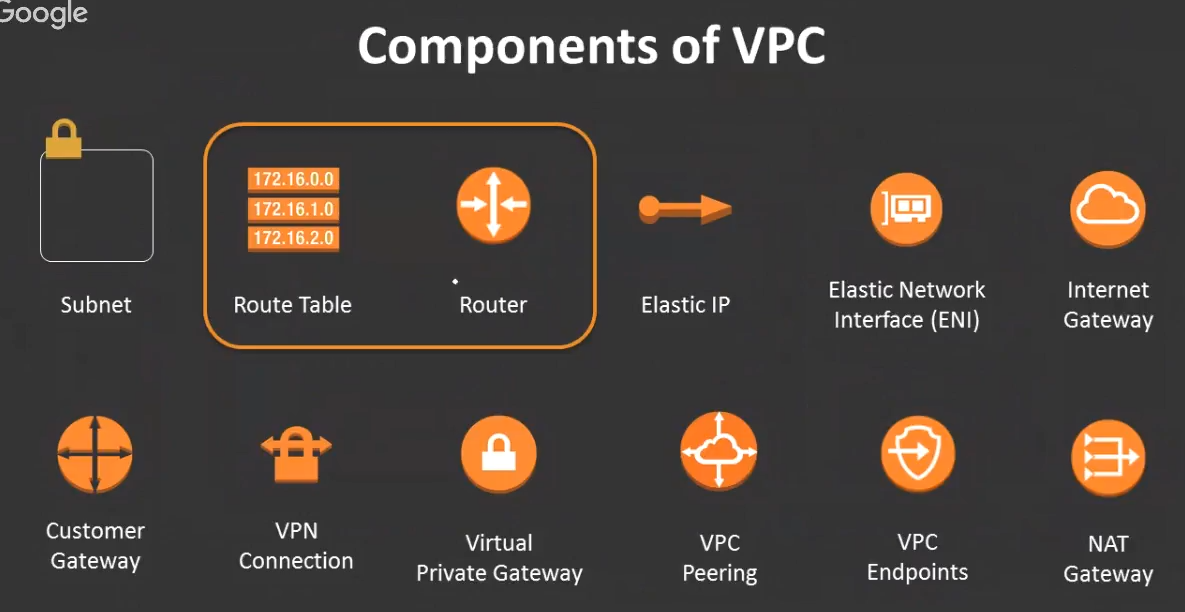 Google
Components of VPC
172.16.0.0
172.16.1.0
172.16.2.0
Subnet
Route Table
Router
Elastic IP
Elastic Network
Interface (ENI)
Internet
Gateway
Customer
Gateway
VPN
Connection
Virtual
Private Gateway
VPC
Peering
VPC
Endpoints
NAT
Gateway